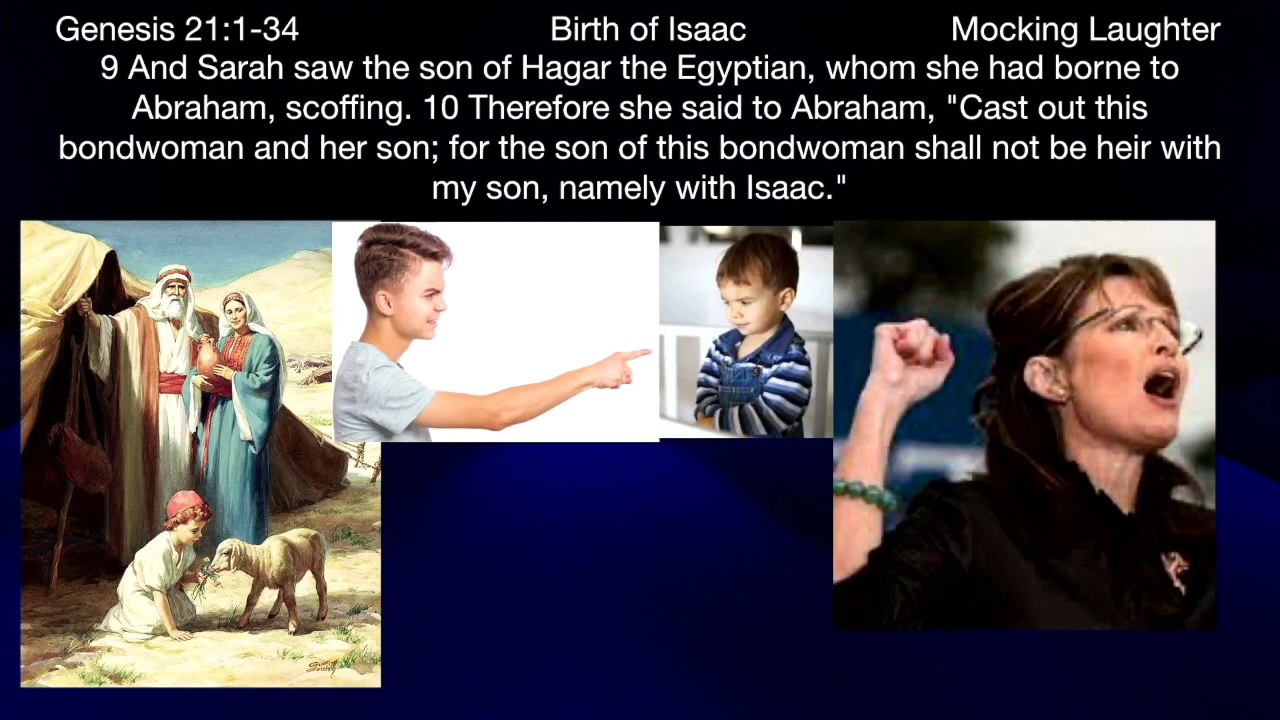 Genesis 21:1-34 Birth of Isaac Mocking Laughter
9 And Sarah saw the son of Hagar the Egyptian, whom she had borne to
Abraham, scoffing. 10 Therefore she said to Abraham, "Cast out this
bondwoman and her son; for the son of this bondwoman shall not be heir with
my son, namely with Isaac."